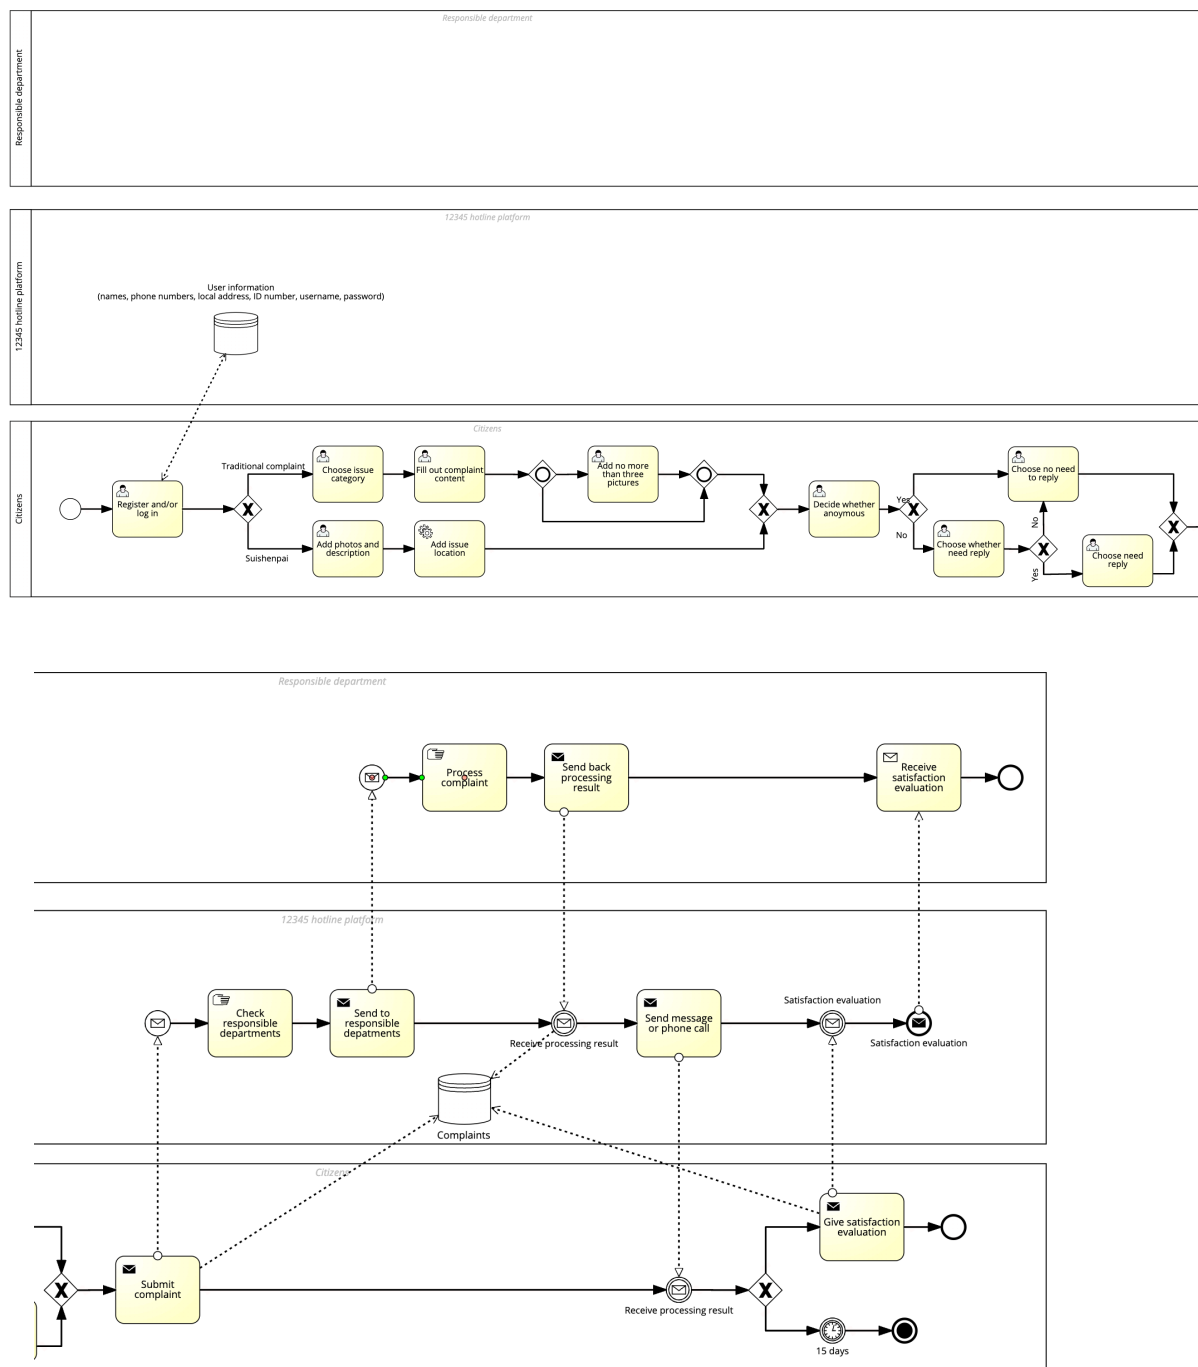 Responsible department
Responsible department
12345 hotline platform
12345 hotline platform
User information
(names, phone numbers, local address, ID number, username, password)
Citizens
Citizens
Register and/or
log in
Traditional complaint
Suishenpai
Choose issue
category
Fill out complaint
content
Add no more
than three
pictures
Add photos and
description
Add issue
location
Decide whether
anoymous
Yes
No
Choose no need
to reply
Choose whether
need reply
No
Yes
Choose need
reply
Responsible department
Process
complaint
Send back
processing
result
Receive
satisfaction
evaluation
12345 hotline platform
Check
responsible
departments
Send to
responsible
depatments
Receive processing result
Send message
or phone call
Satisfaction evaluation
Satisfaction evaluation
Complaints
Citizens
Submit
complaint
Receive processing result
Give satisfaction
evaluation
15 days